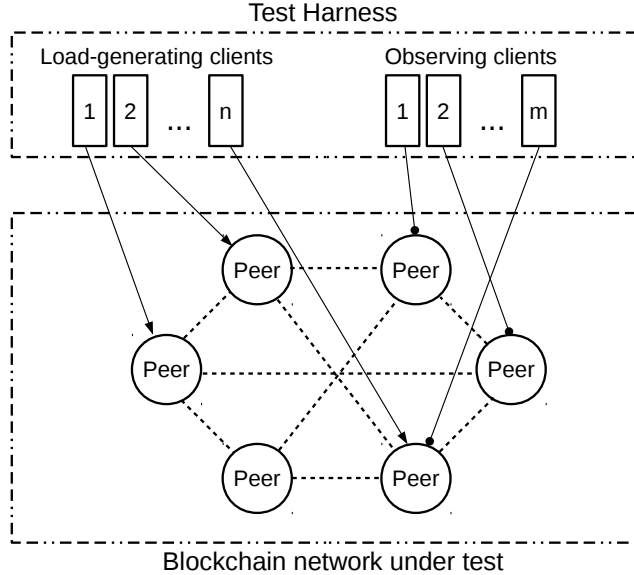 Test Harness
Load-generating clients Observing clients
1 2 ... n 1 2 ... m
Peer Peer
Peer Peer
Peer Peer
Blockchain network under test